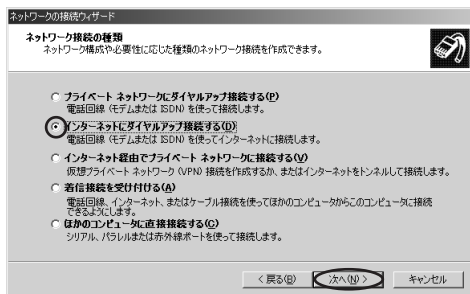 ネットワークの接続ウィザード
ネットワーク接続の種類
ネットワーク構成や必要性に応じた種類のネットワーク接続を作成できます。
プライベート ネットワークにダイヤルアップ接続する(P)
電話回線 (モデムまたは ISDN) を使って接続します。
インターネットにダイヤルアップ接続する(D)
電話回線 (モデムまたは ISDN) を使ってインターネットに接続します。
インターネット経由でプライベート ネットワークに接続する(V)
仮想プライベート ネットワーク (VPN) 接続を作成するか、またはインターネットをトンネルして接続します。
着信接続を受け付ける(A)
電話回線、インターネット、またはケーブル接続を使ってほかのコンピュータからこのコンピュータに接続
できるようにします。
ほかのコンピュータに直接接続する(C)
シリアル、パラレルまたは赤外線ポートを使って接続します。
< 戻る(B) 次へ(N) > キャンセル